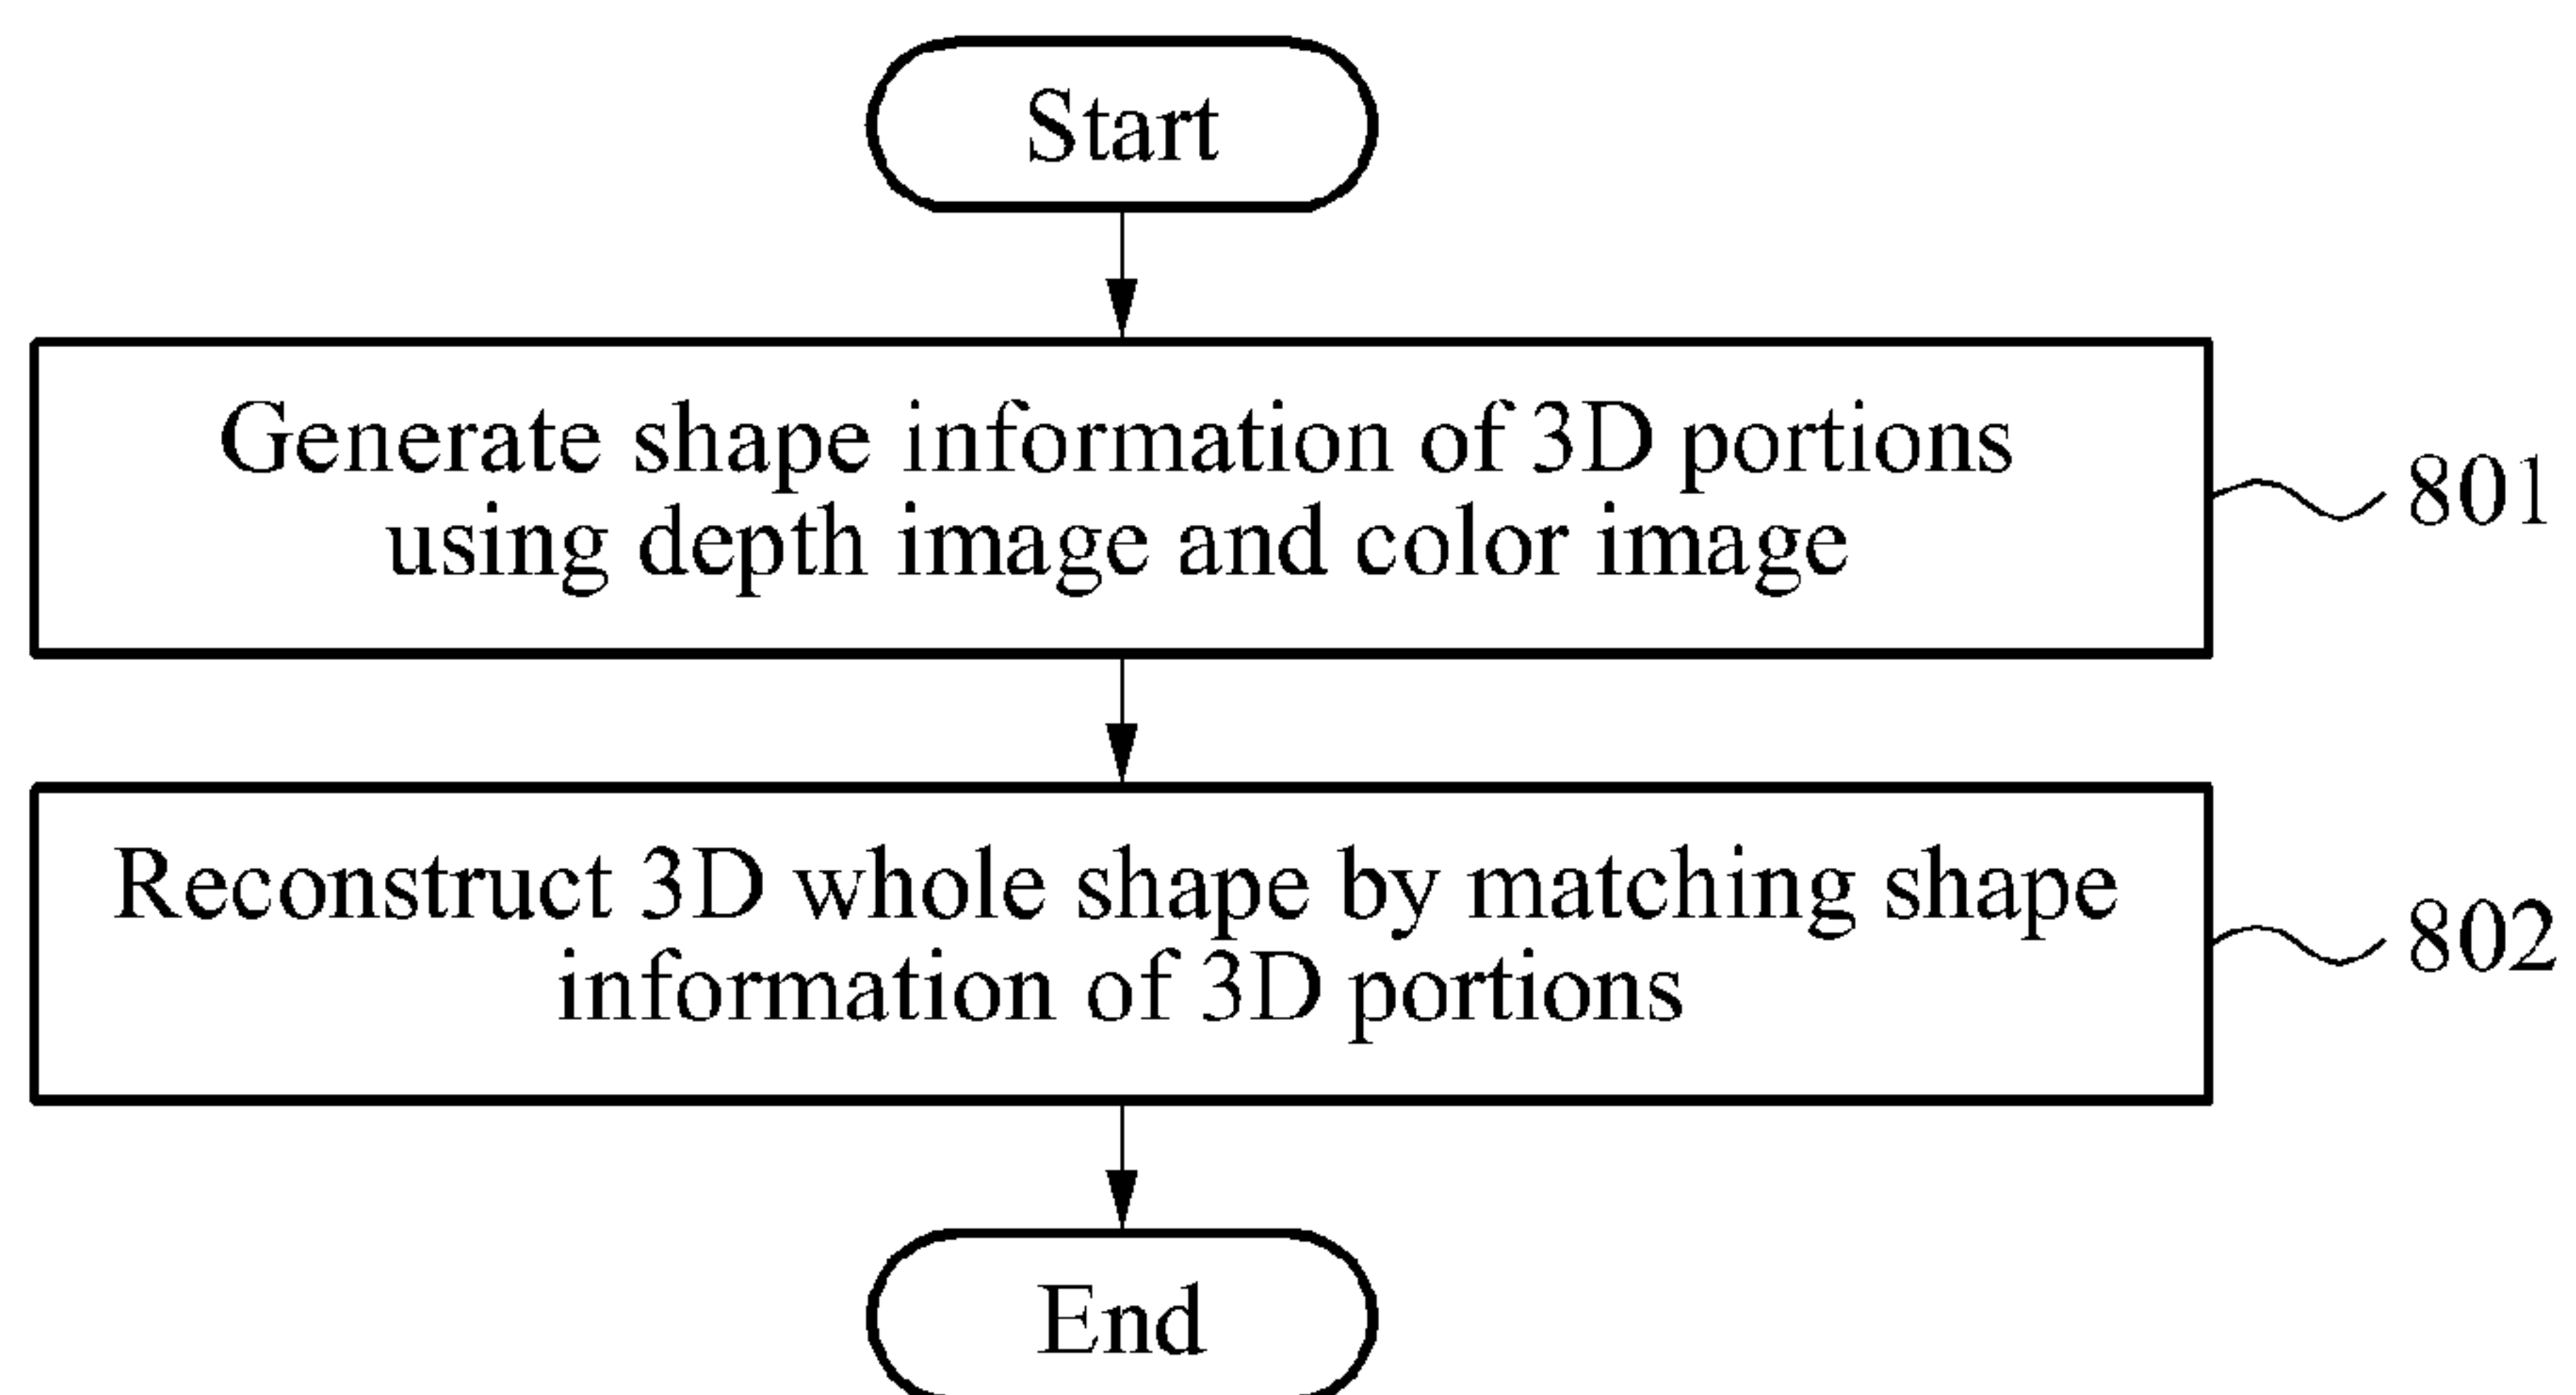 Start
Generate shape information of 3D portions
using depth image and color image
801
Reconstruct 3D whole shape by matching shape
information of 3D portions
802
End